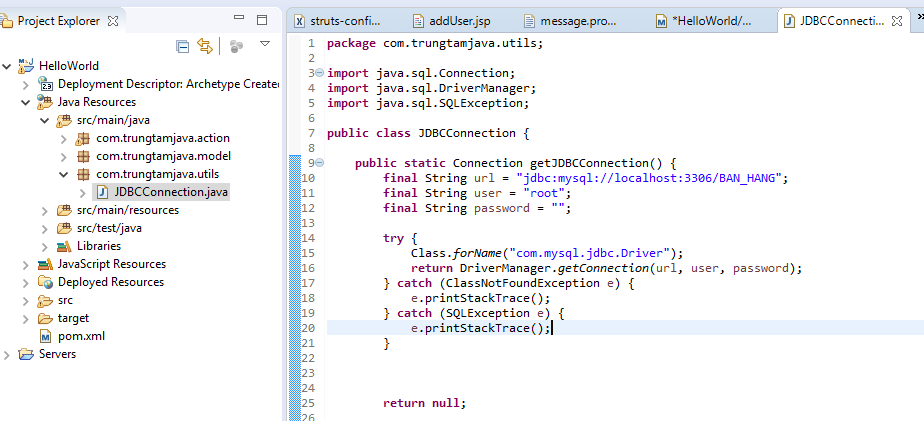 Project Explorer
HelloWorld
Deployment Descriptor: Archetype Created
Java Resources
src/main/java
com.trungtamjava.action
com.trungtamjava.model
com.trungtamjava.utils
JDBCConnection.java
src/main/resources
src/test/java
Libraries
JavaScript Resources
Deployed Resources
src
target
pom.xml
Servers
struts-confi... addUser.jsp message.pro... *HelloWorld/... JDBCConnecti...
1 package com.trungtamjava.utils;
2
3 import java.sql.Connection;
4 import java.sql.DriverManager;
5 import java.sql.SQLException;
6
7 public class JDBCConnection {
8
9 public static Connection getJDBCConnection() {
10 final String url = "jdbc:mysql://localhost:3306/BAN_HANG";
11 final String user = "root";
12 final String password = "";
13
14 try {
15 Class.forName("com.mysql.jdbc.Driver");
16 return DriverManager.getConnection(url, user, password);
17 } catch (ClassNotFoundException e) {
18 e.printStackTrace();
19 } catch (SQLException e) {
20 e.printStackTrace();
21 }
22
23
24
25 return null;
26